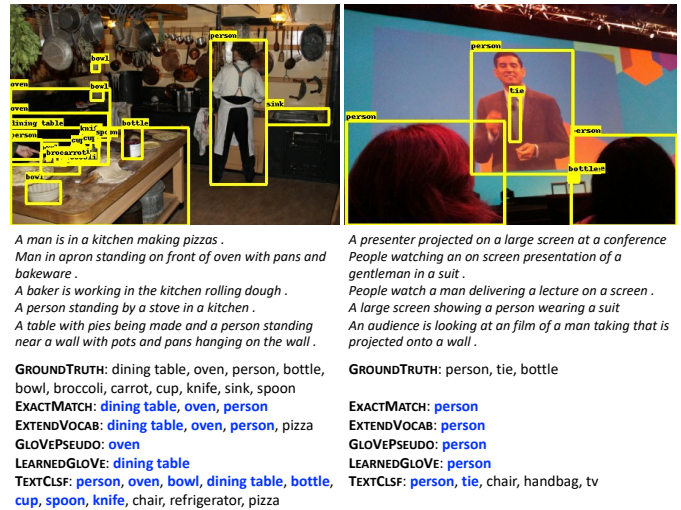 person
bowl
bowl
oven
oven
sink
dining table
bottle
person
knif
spoon
cup
cup
bowl
carrot
broccoli
bowl
person
tie
person
erson
bottle
A man is in a kitchen making pizzas .
Man in apron standing on front of oven with pans and
bakeware .
A baker is working in the kitchen rolling dough .
A person standing by a stove in a kitchen .
A table with pies being made and a person standing
near a wall with pots and pans hanging on the wall .
GROUNDTRUTH: dining table, oven, person, bottle,
bowl, broccoli, carrot, cup, knife, sink, spoon
EXACTMATCH: dining table, oven, person
EXTENDVOCAB: dining table, oven, person, pizza
GLOVEPSEUDO: oven
LEARNEDGLOVE: dining table
TEXTCLSF: person, oven, bowl, dining table, bottle,
cup, spoon, knife, chair, refrigerator, pizza
A presenter projected on a large screen at a conference
People watching an on screen presentation of a
gentleman in a suit .
People watch a man delivering a lecture on a screen .
A large screen showing a person wearing a suit
An audience is looking at an film of a man taking that is
projected onto a wall .
GROUNDTRUTH: person, tie, bottle
EXACTMATCH: person
EXTENDVOCAB: person
GLOVEPSEUDO: person
LEARNEDGLOVE: person
TEXTCLSF: person, tie, chair, handbag, tv